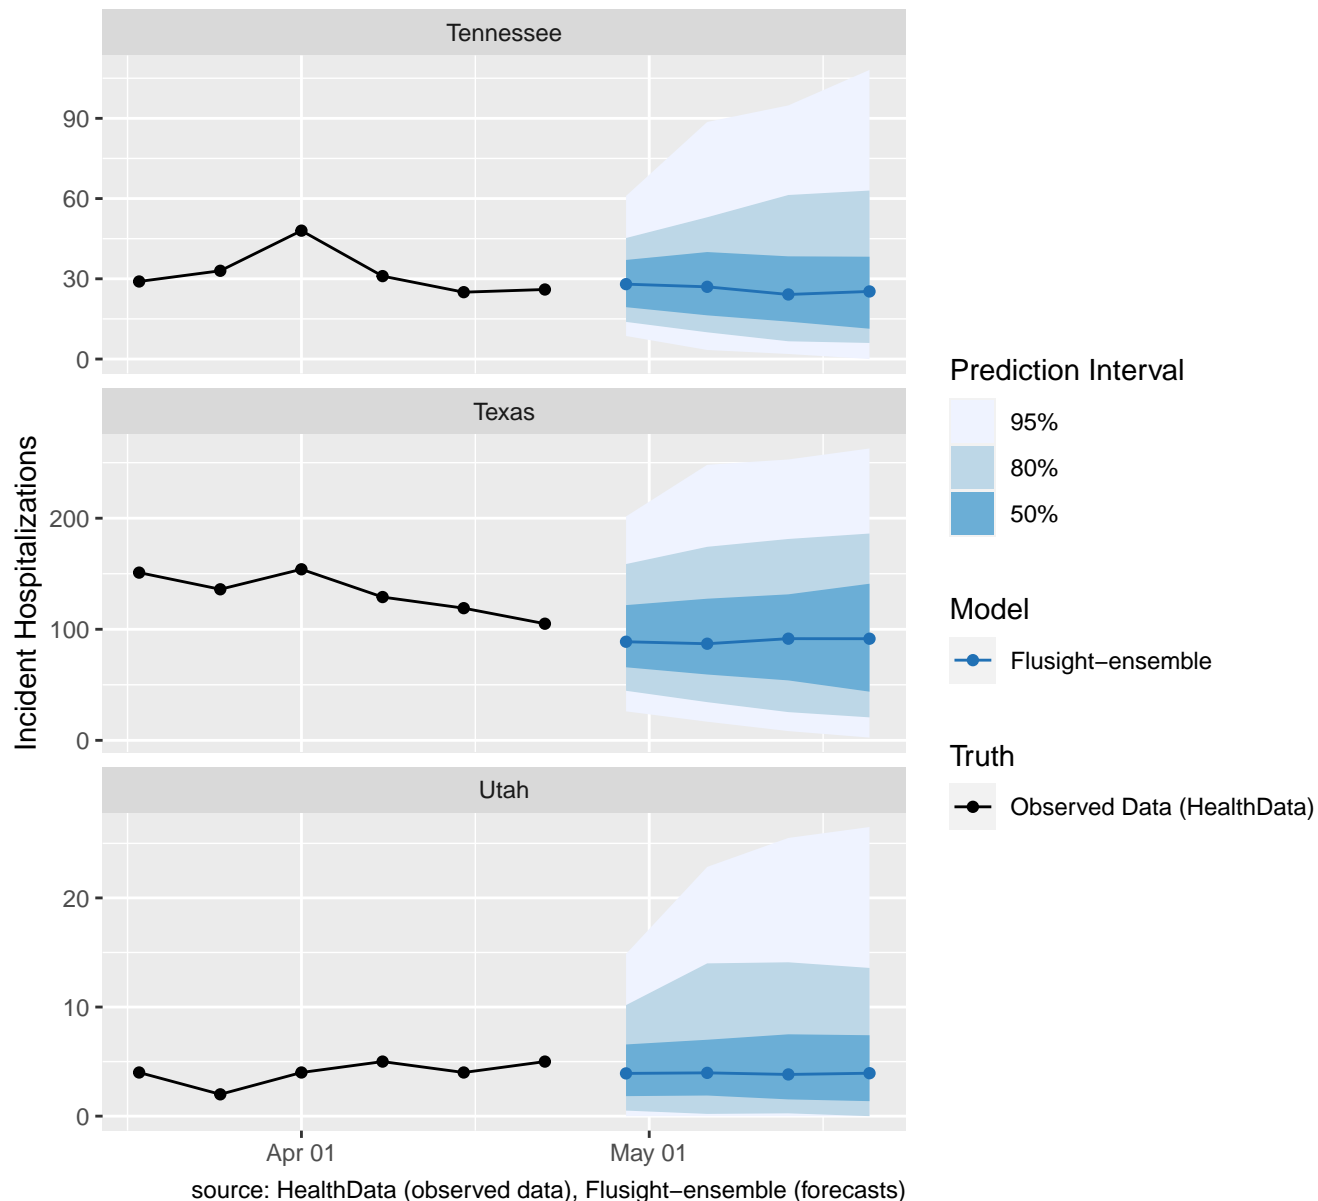 Tennessee
90
60
30
0
Texas
200
100
0
Utah
20
10
0
Apr 01
May 01
Incident Hospitalizations
Prediction Interval
95%
80%
50%
Model
Flusight−ensemble
Truth
Observed Data (HealthData)
source: HealthData (observed data), Flusight−ensemble (forecasts)